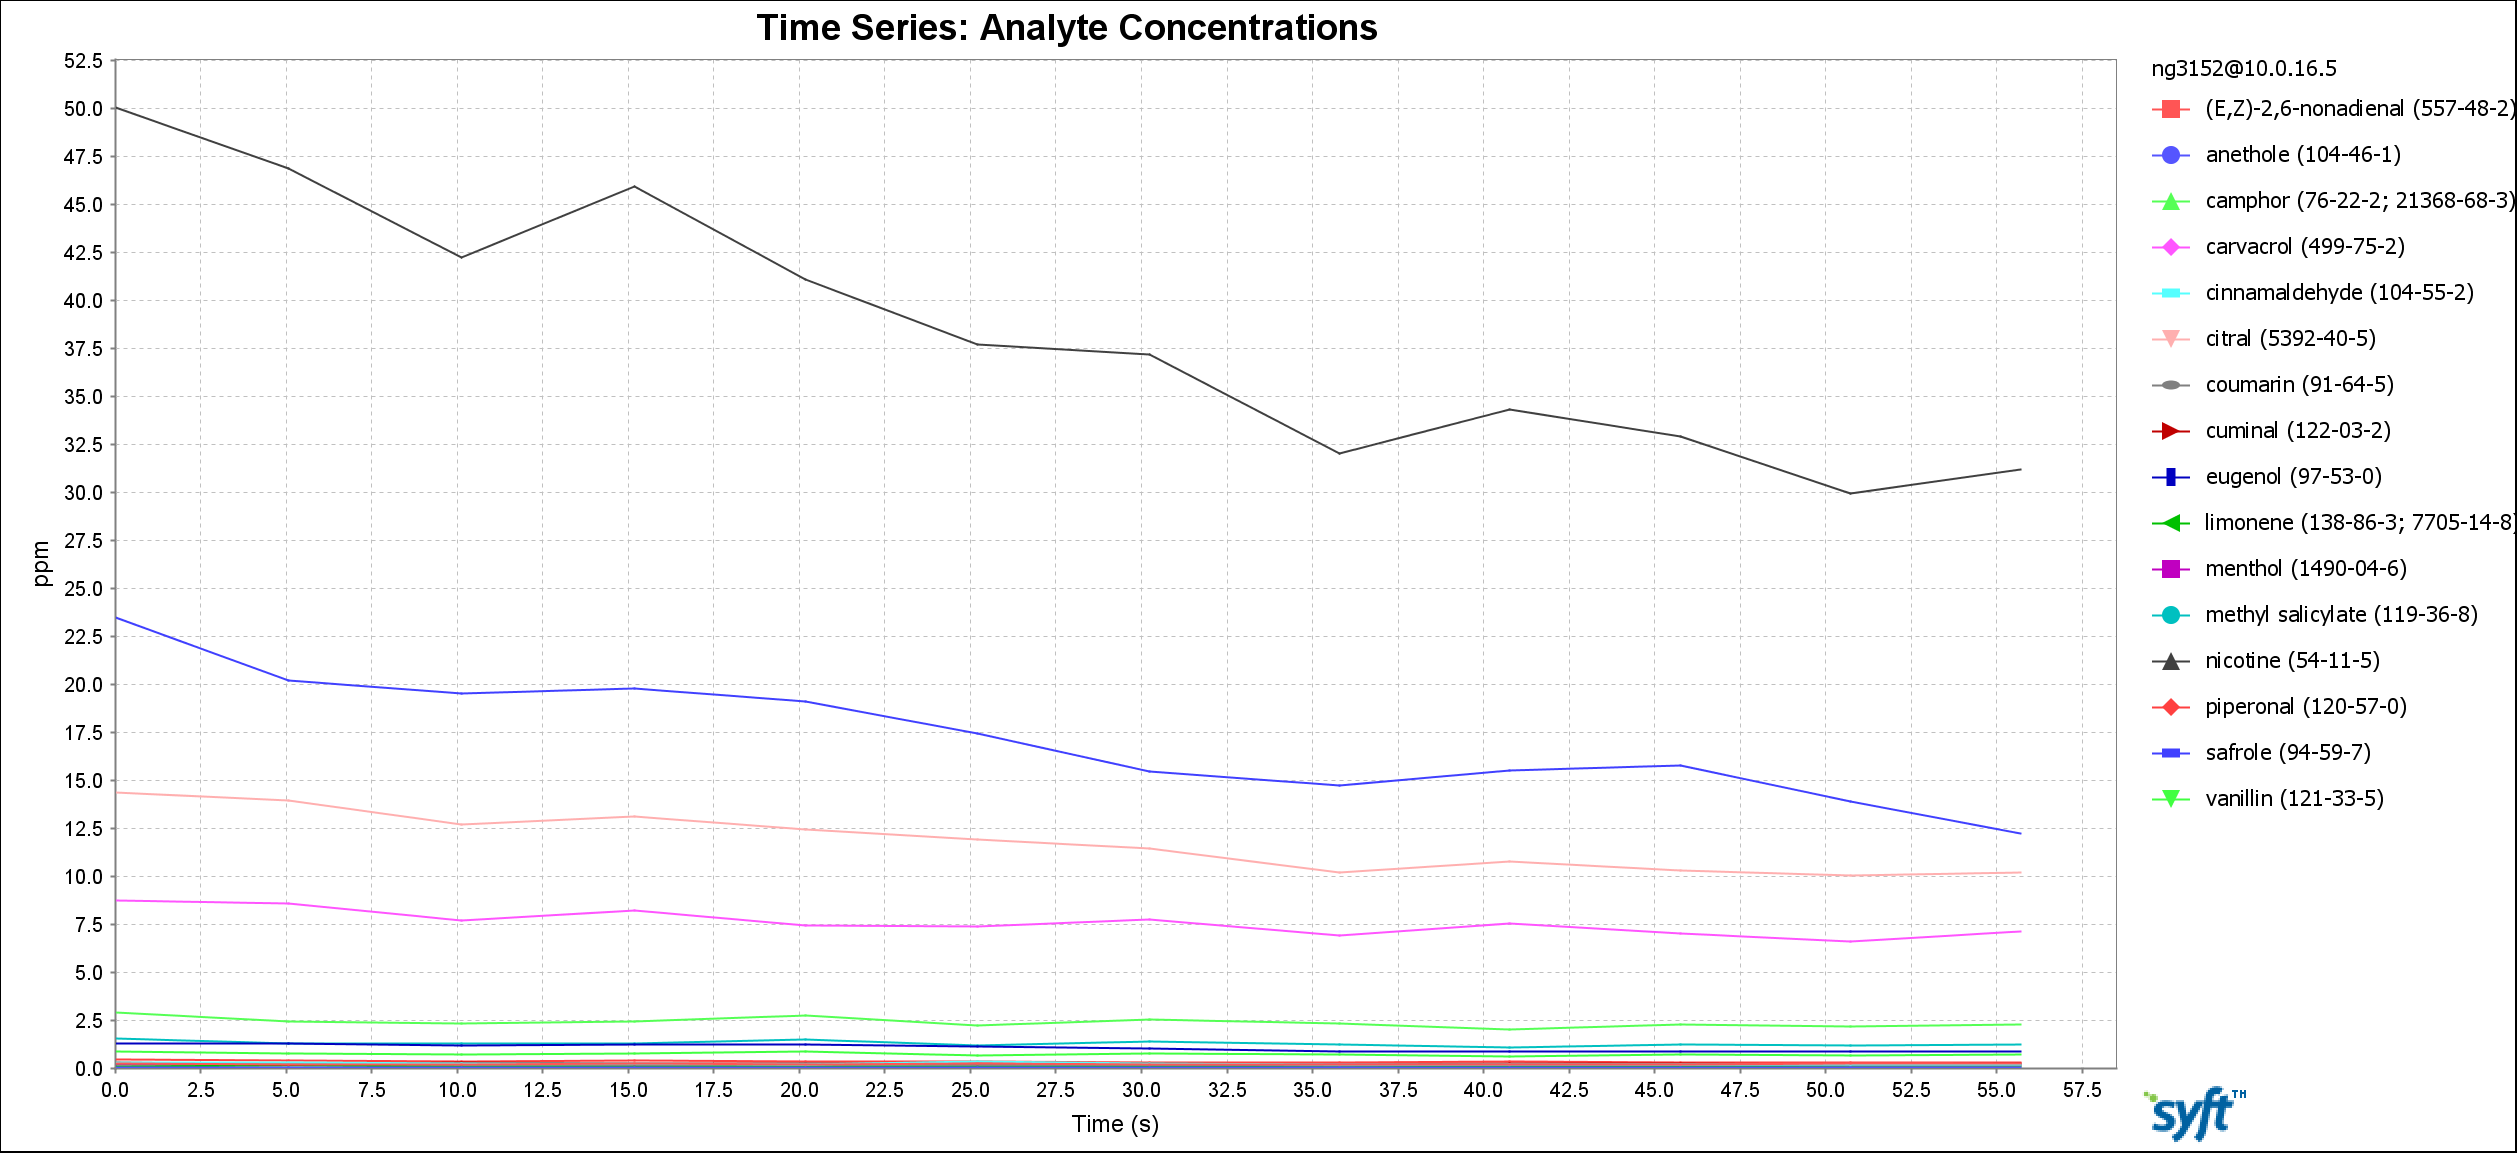 Time Series: Analyte Concentrations
52.5
50.0
47.5
45.0
42.5
40.0
37.5
35.0
32.5
30.0
27.5
25.0
22.5
20.0
17.5
15.0
12.5
10.0
7.5
5.0
2.5
0.0
ppm
0.0 2.5 5.0 7.5 10.0 12.5 15.0 17.5 20.0 22.5 25.0 27.5 30.0 32.5 35.0 37.5 40.0 42.5 45.0 47.5 50.0 52.5 55.0 57.5
Time (s)
ng3152@10.0.16.5
(E,Z)-2,6-nonadienal (557-48-2)
anethole (104-46-1)
camphor (76-22-2; 21368-68-3)
carvacrol (499-75-2)
cinnamaldehyde (104-55-2)
citral (5392-40-5)
coumarin (91-64-5)
cuminal (122-03-2)
eugenol (97-53-0)
limonene (138-86-3; 7705-14-8)
menthol (1490-04-6)
methyl salicylate (119-36-8)
nicotine (54-11-5)
piperonal (120-57-0)
safrole (94-59-7)
vanillin (121-33-5)
syft™